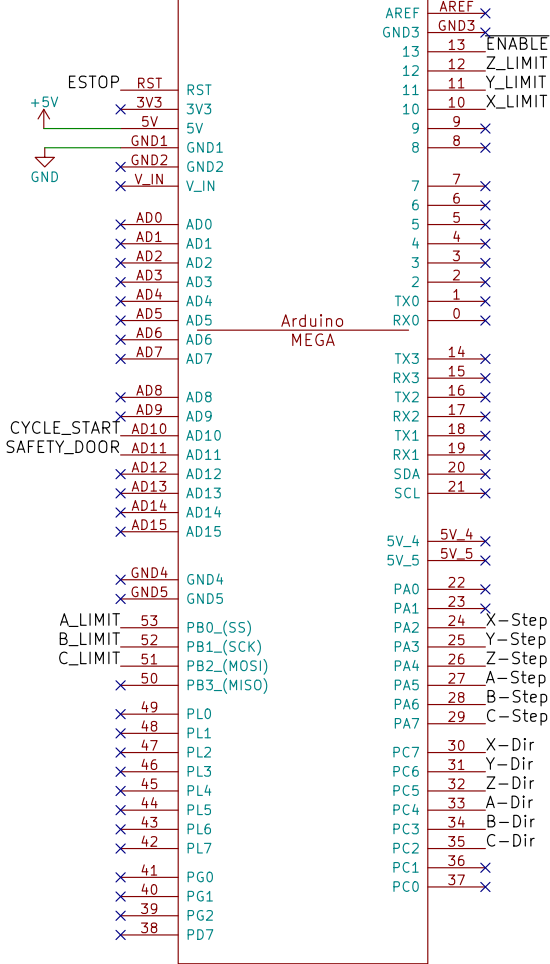 AREF AREF
GND3 GND3
13 13 ENABLE
12 12 Z_LIMIT
ESTOP RST RST 11 11 Y_LIMIT
3V3 3V3 10 10 X_LIMIT
+5V 5V 5V 9 9
GND GND1 GND1 8 8
GND2 GND2
V_IN V_IN 7 7
6 6
AD0 AD0 5 5
AD1 AD1 4 4
AD2 AD2 3 3
AD3 AD3 2 2
AD4 AD4 TX0 1
AD5 AD5 Arduino RX0 0
AD6 AD6 MEGA
AD7 AD7 TX3 14
RX3 15
AD8 AD8 TX2 16
AD9 AD9 RX2 17
CYCLE_START AD10 AD10 TX1 18
SAFETY_DOOR AD11 AD11 RX1 19
AD12 AD12 SDA 20
AD13 AD13 SCL 21
AD14 AD14
AD15 AD15 5V_4 5V_4
5V_5 5V_5
GND4 GND4 PA0 22
GND5 GND5 PA1 23
A_LIMIT 53 PB0_(SS) PA2 24 X-Step
B_LIMIT 52 PB1_(SCK) PA3 25 Y-Step
C_LIMIT 51 PB2_(MOSI) PA4 26 Z-Step
50 PB3_(MISO) PA5 27 A-Step
49 PL0 PA6 28 B-Step
48 PL1 PA7 29 C-Step
47 PL2 PC7 30 X-Dir
46 PL3 PC6 31 Y-Dir
45 PL4 PC5 32 Z-Dir
44 PL5 PC4 33 A-Dir
43 PL6 PC3 34 B-Dir
42 PL7 PC2 35 C-Dir
41 PG0 PC1 36
40 PG1 PC0 37
39 PG2
38 PD7